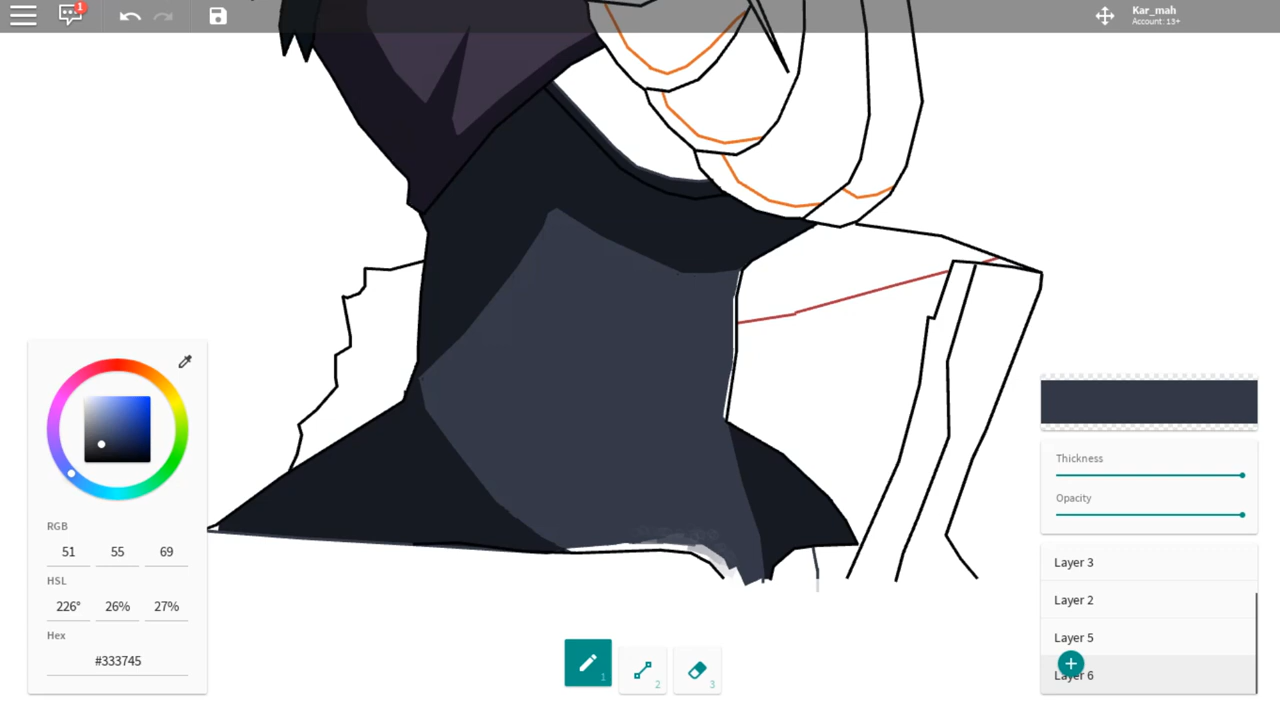 1
Kar_mah
Account: 13+
RGB
51 55 69
HSL
226° 26% 27%
Hex
#333745
1
2
3
Thickness
Opacity
Layer 3
Layer 2
Layer 5
Layer 6